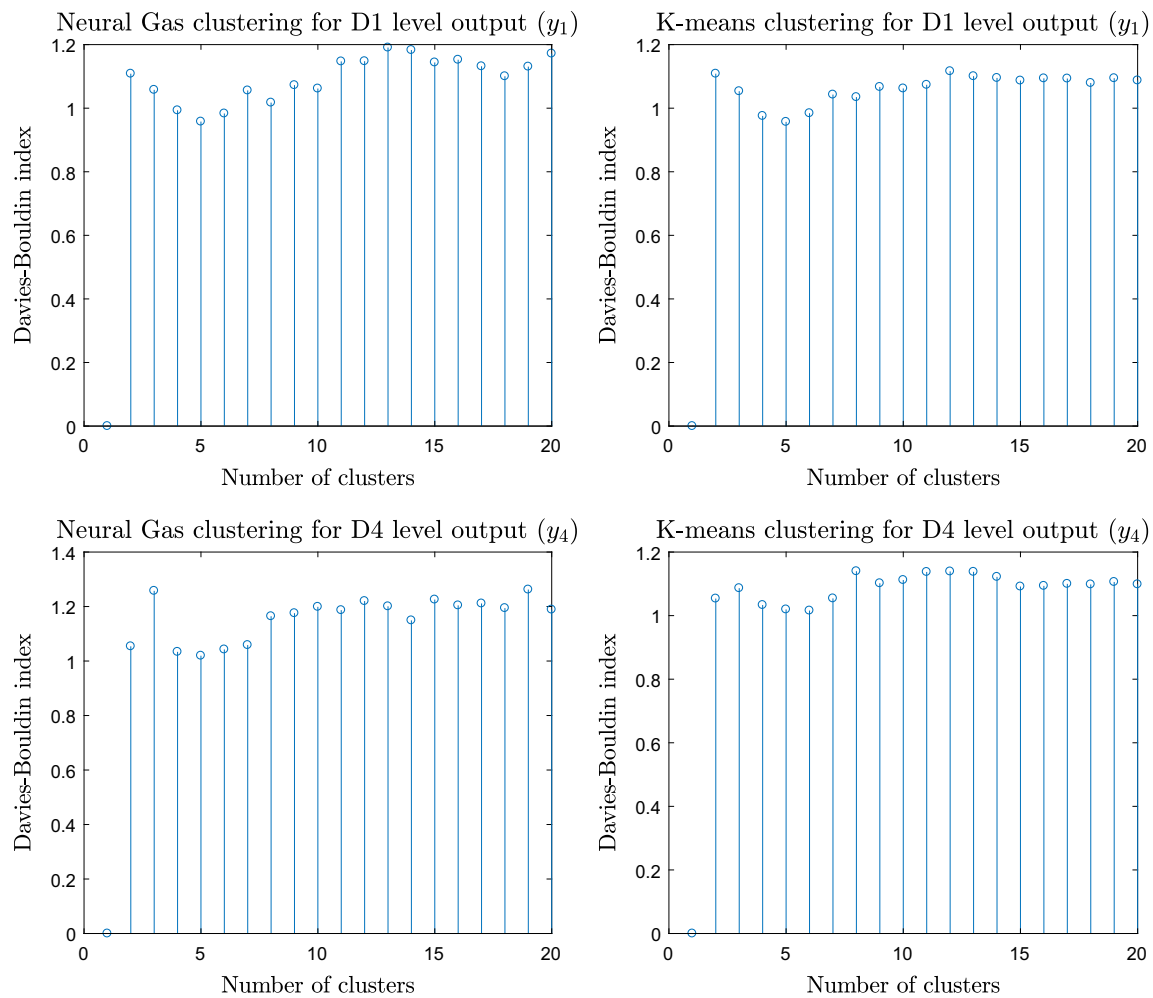 Neural Gas clustering for D1 level output (y₁)
1.2
1
0.8
0.6
0.4
0.2
0
Davies-Bouldin index
0 5 10 15 20
Number of clusters
K-means clustering for D1 level output (y₁)
1.2
1
0.8
0.6
0.4
0.2
0
Davies-Bouldin index
0 5 10 15 20
Number of clusters
Neural Gas clustering for D4 level output (y₄)
1.4
1.2
1
0.8
0.6
0.4
0.2
0
Davies-Bouldin index
0 5 10 15 20
Number of clusters
K-means clustering for D4 level output (y₄)
1.2
1
0.8
0.6
0.4
0.2
0
Davies-Bouldin index
0 5 10 15 20
Number of clusters